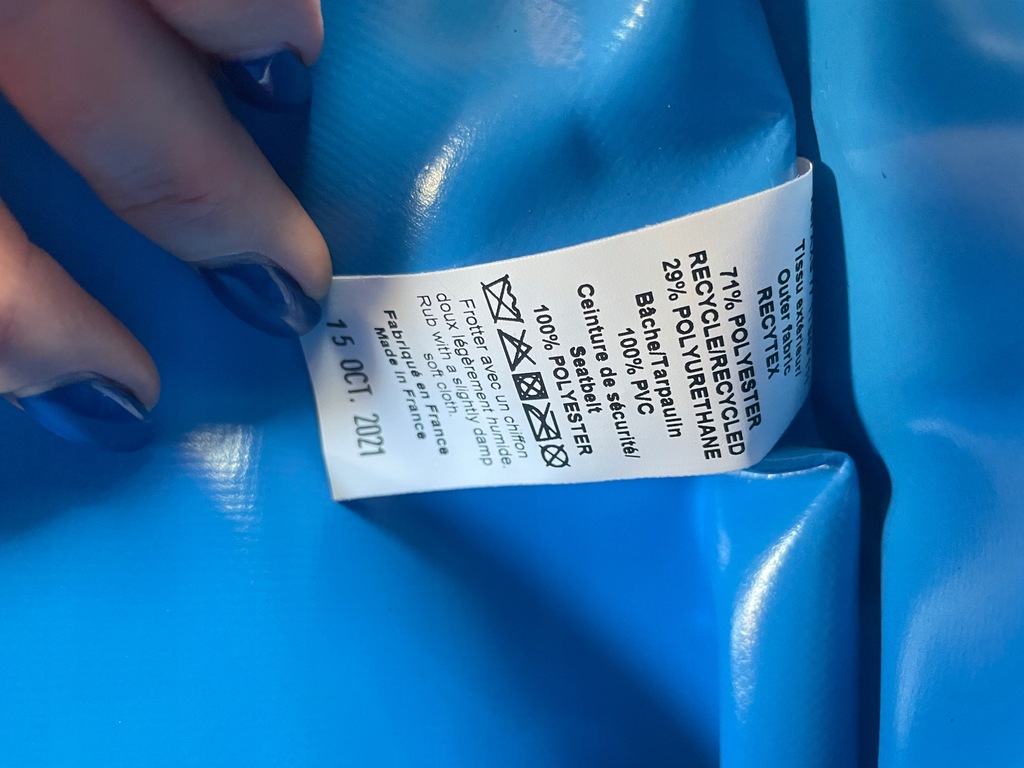 Tissu extérieur/
Outer fabric
RECYTEX
71% POLYESTER
RECYCLE/RECYCLED
29% POLYURETHANE
Bâche/Tarpaulin
100% PVC
Ceinture de sécurité/
Seatbelt
100% POLYESTER
Frotter avec un chiffon
doux légèrement humide.
Rub with a slightly damp
soft cloth.
Fabriqué en France
Made in France
15 OCT. 2021